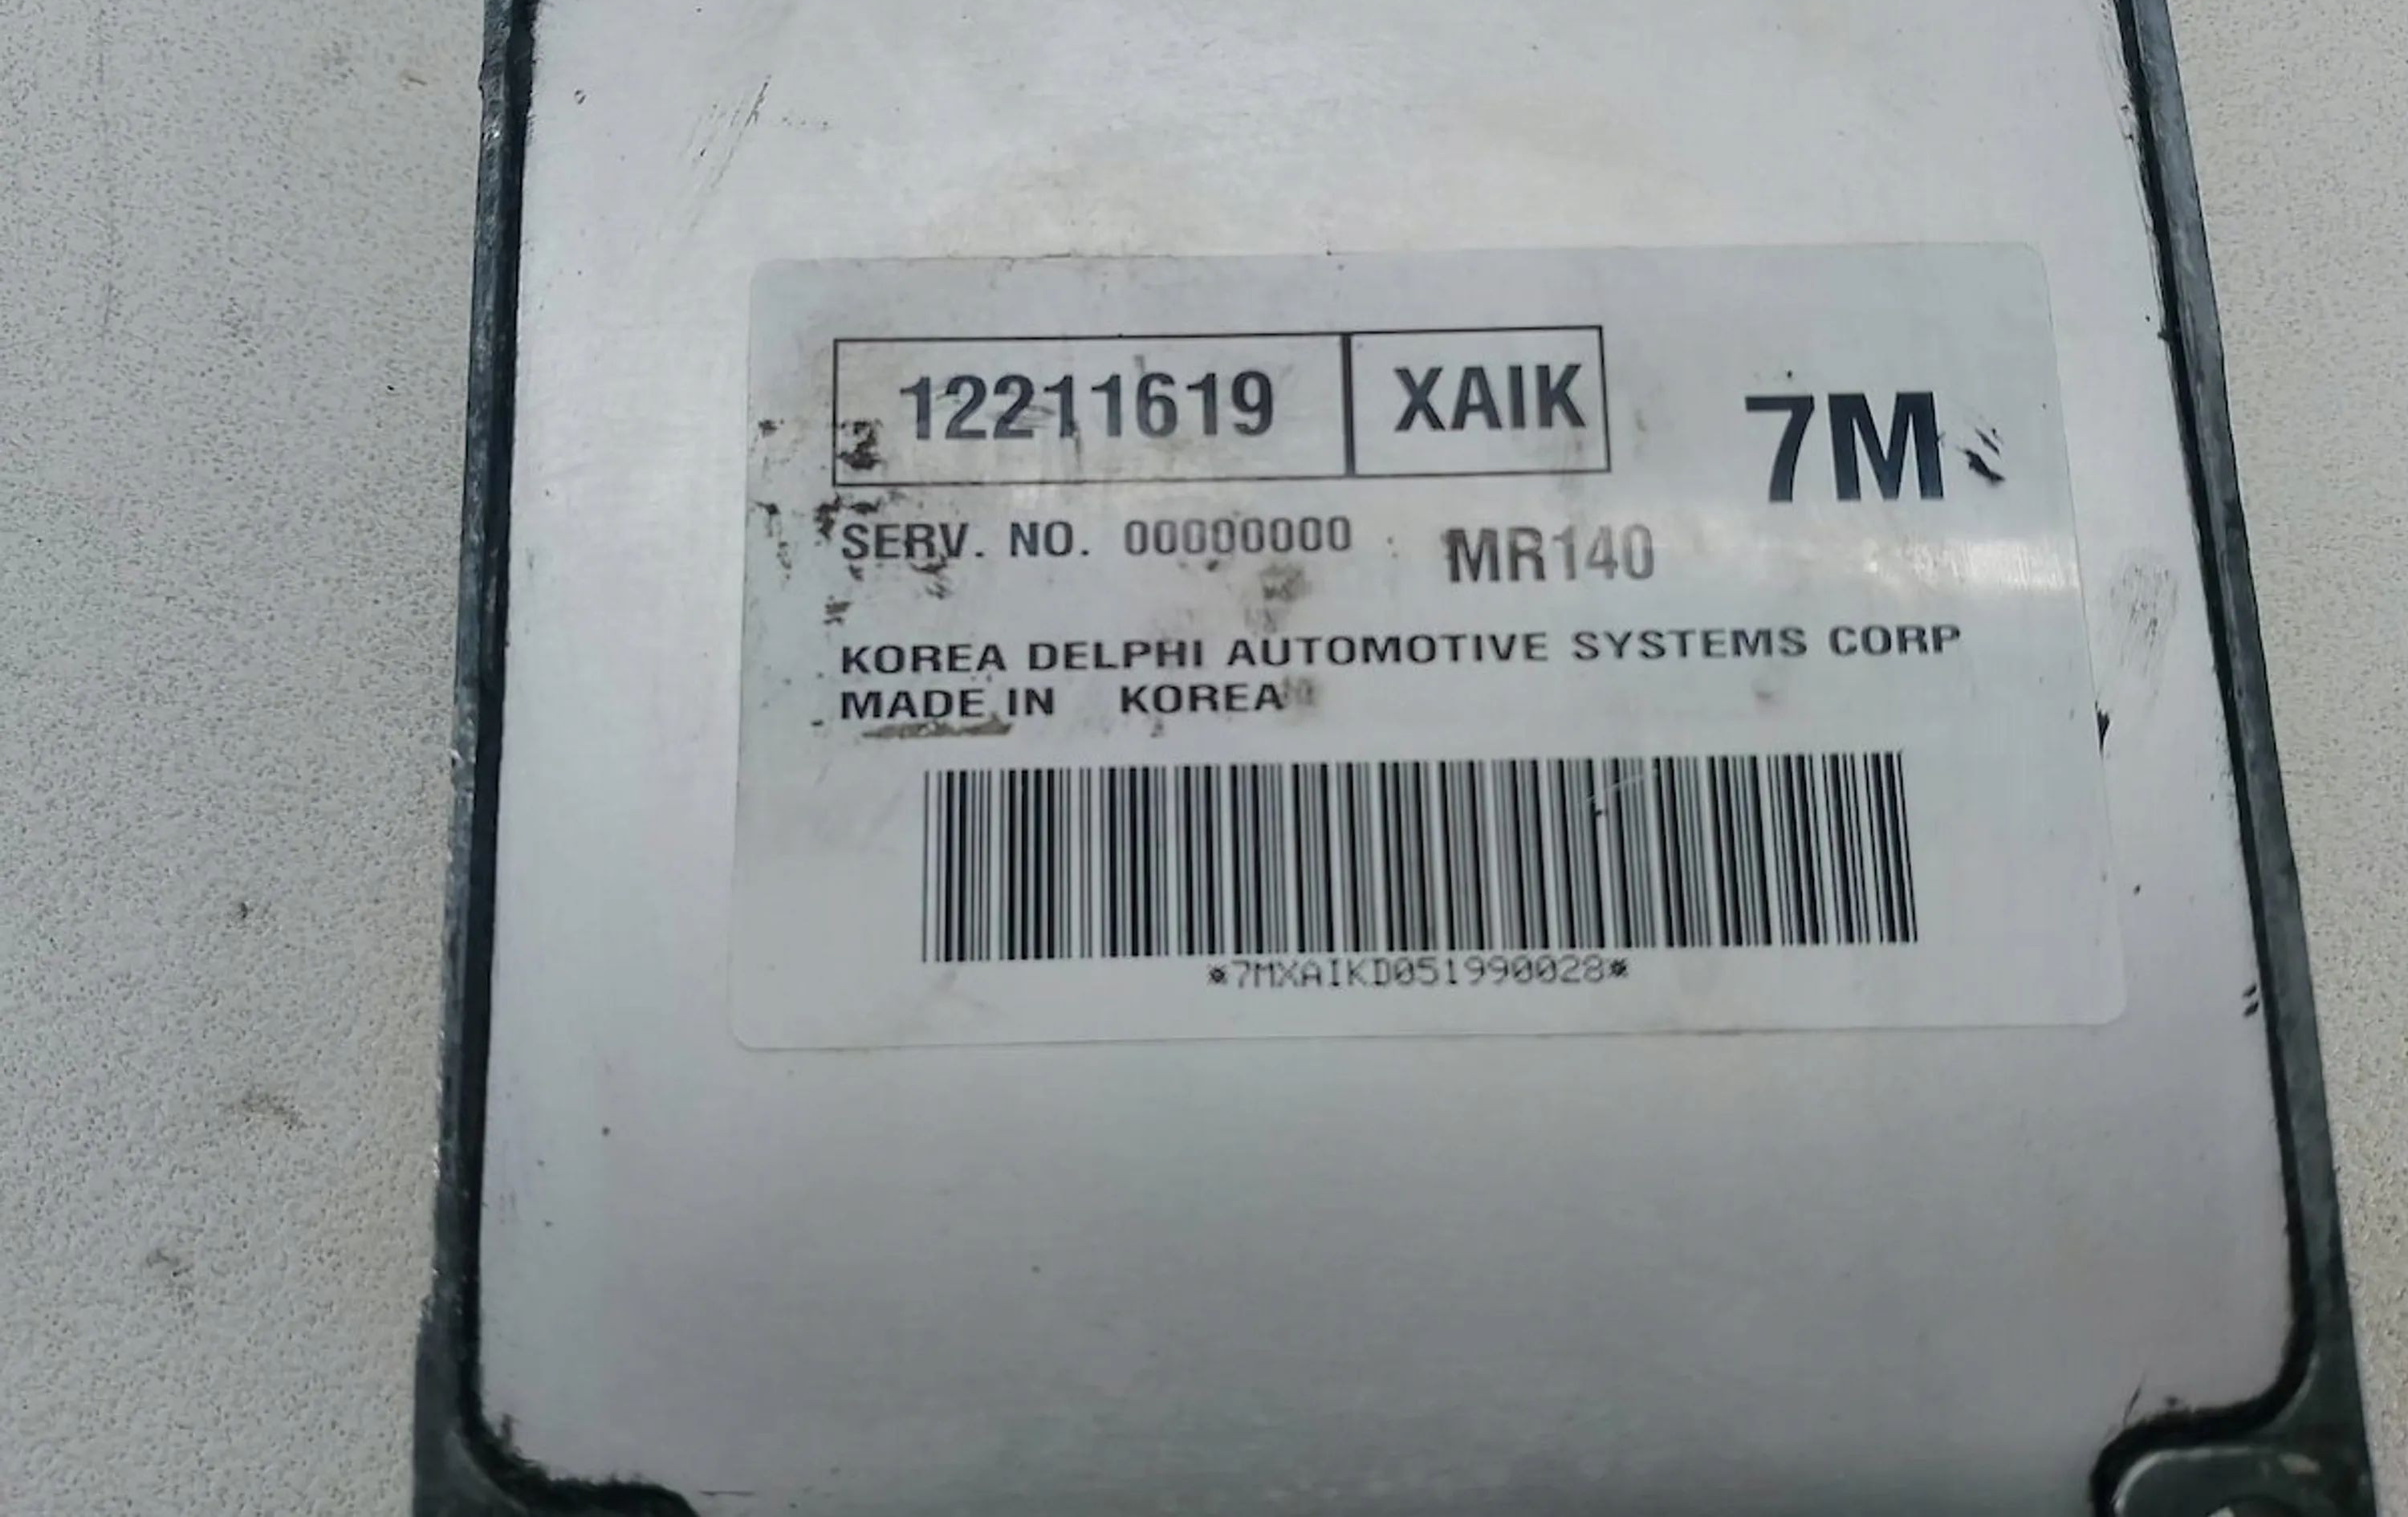 12211619 XAIK
7M
SERV. NO. 00000000 MR140
KOREA DELPHI AUTOMOTIVE SYSTEMS CORP
MADE IN KOREA
*7MXAIKD051990028*